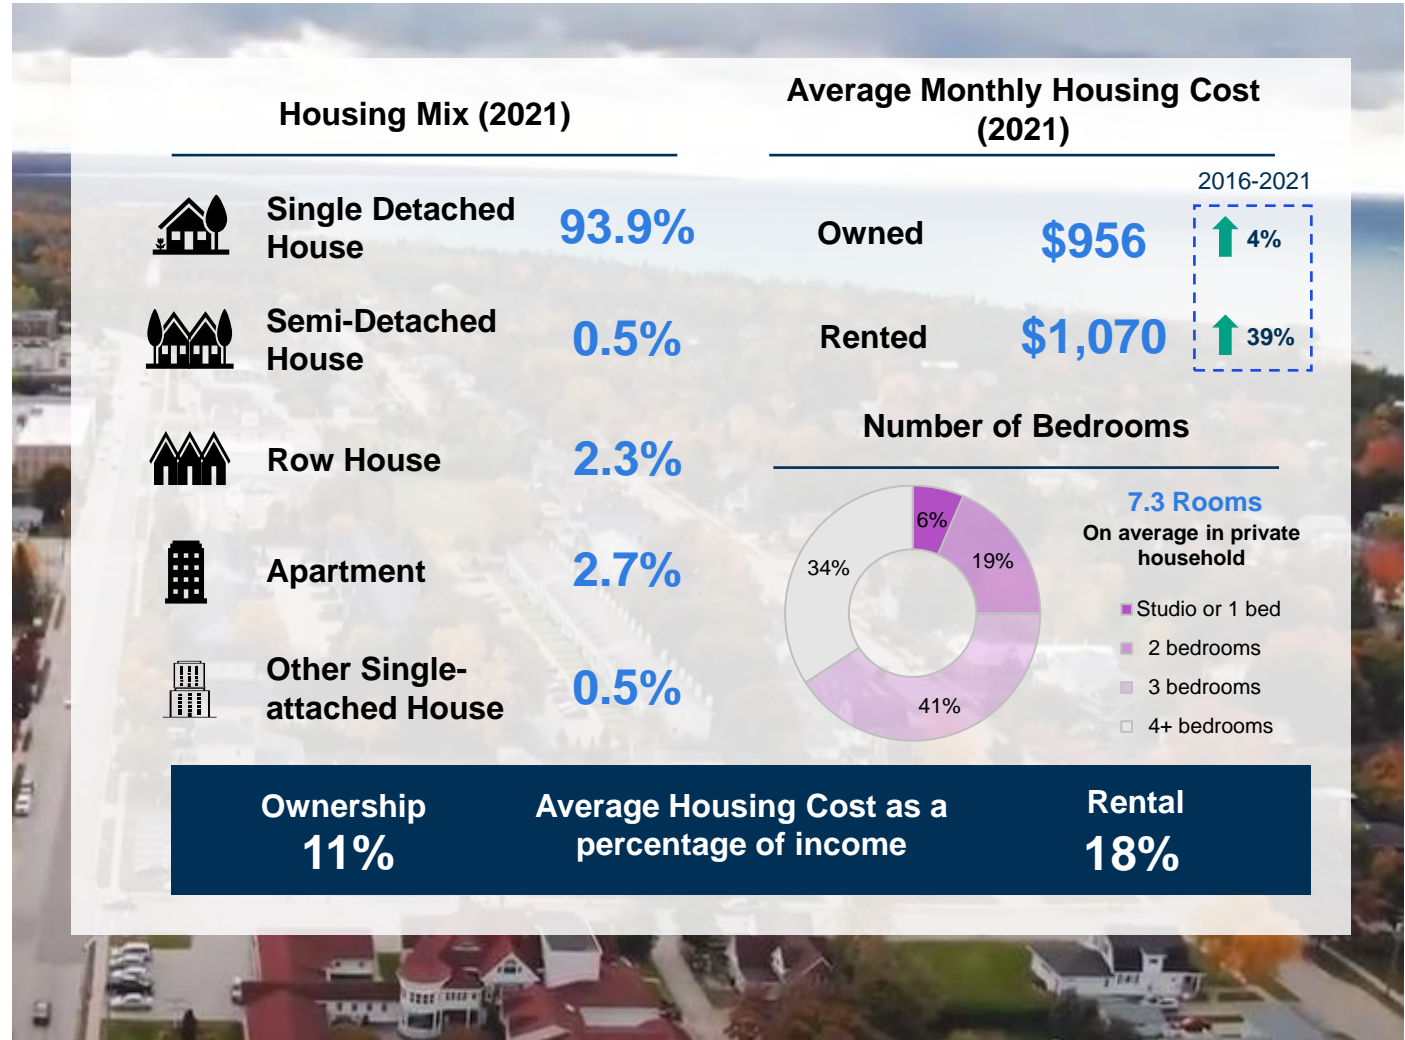 Housing Mix (2021)
Single Detached
House
93.9%
Semi-Detached
House
0.5%
Row House
2.3%
Apartment
2.7%
Other Single-
attached House
0.5%
Average Monthly Housing Cost
(2021)
2016-2021
Owned
$956
4%
Rented
$1,070
39%
Number of Bedrooms
6%
19%
34%
41%
7.3 Rooms
On average in private
household
Studio or 1 bed
2 bedrooms
3 bedrooms
4+ bedrooms
Ownership
11%
Average Housing Cost as a
percentage of income
Rental
18%